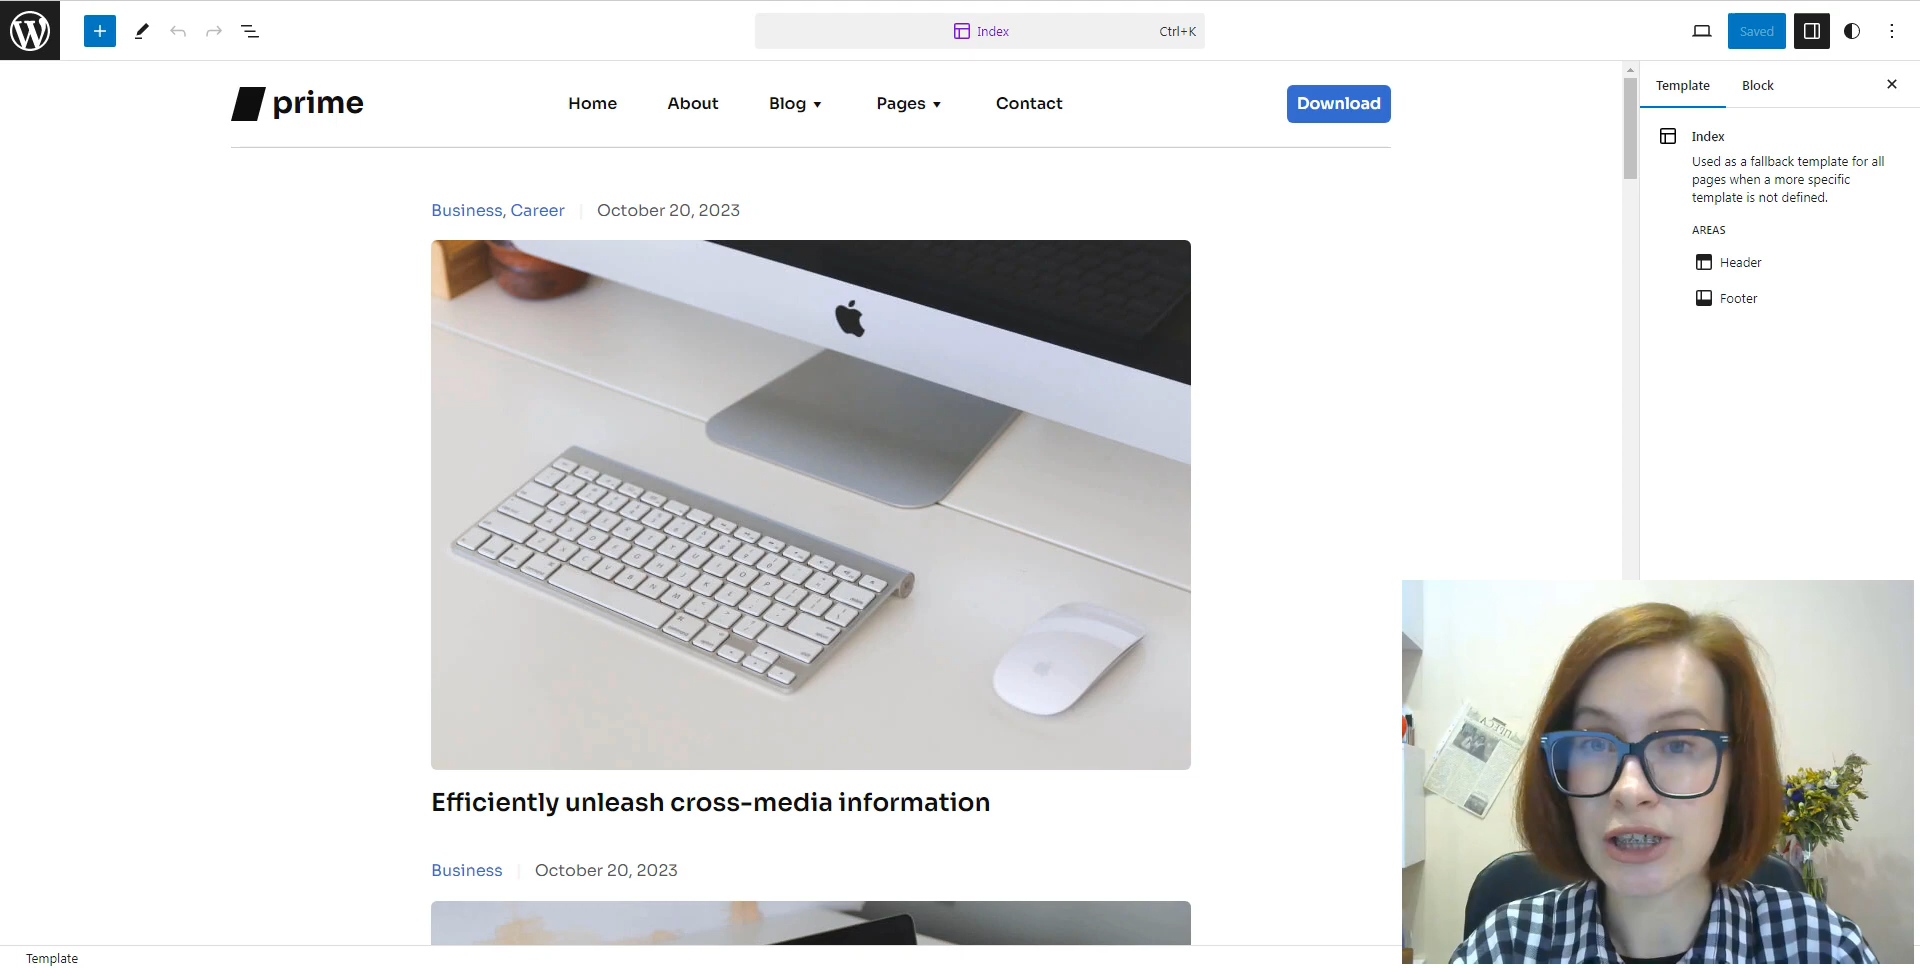 Index
Ctrl+K
Saved
prime
Home
About
Blog
Pages
Contact
Download
Template
Block
Index
Used as a fallback template for all
pages when a more specific
template is not defined.
AREAS
Header
Footer
Business, Career
October 20, 2023
Efficiently unleash cross-media information
Business
October 20, 2023
Template